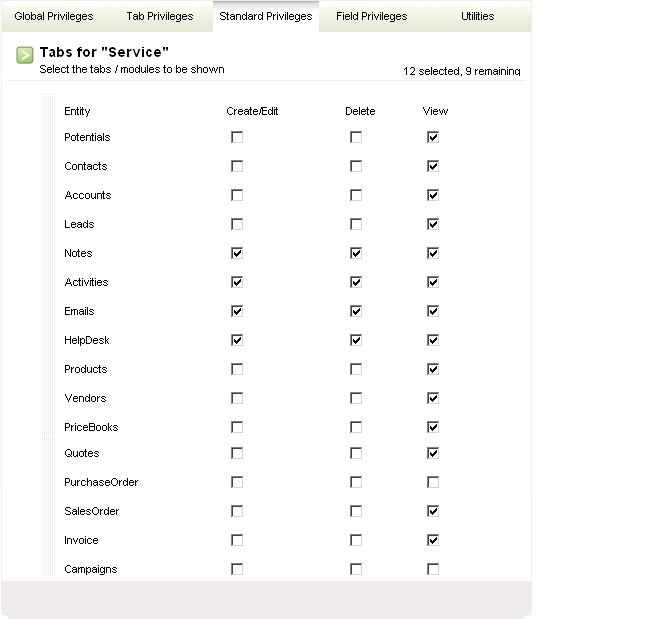 Global Privileges Tab Privileges Standard Privileges Field Privileges Utilities
Tabs for "Service"
Select the tabs / modules to be shown
12 selected, 9 remaining
Entity Create/Edit Delete View
Potentials
Contacts
Accounts
Leads
Notes
Activities
Emails
HelpDesk
Products
Vendors
PriceBooks
Quotes
PurchaseOrder
SalesOrder
Invoice
Campaigns